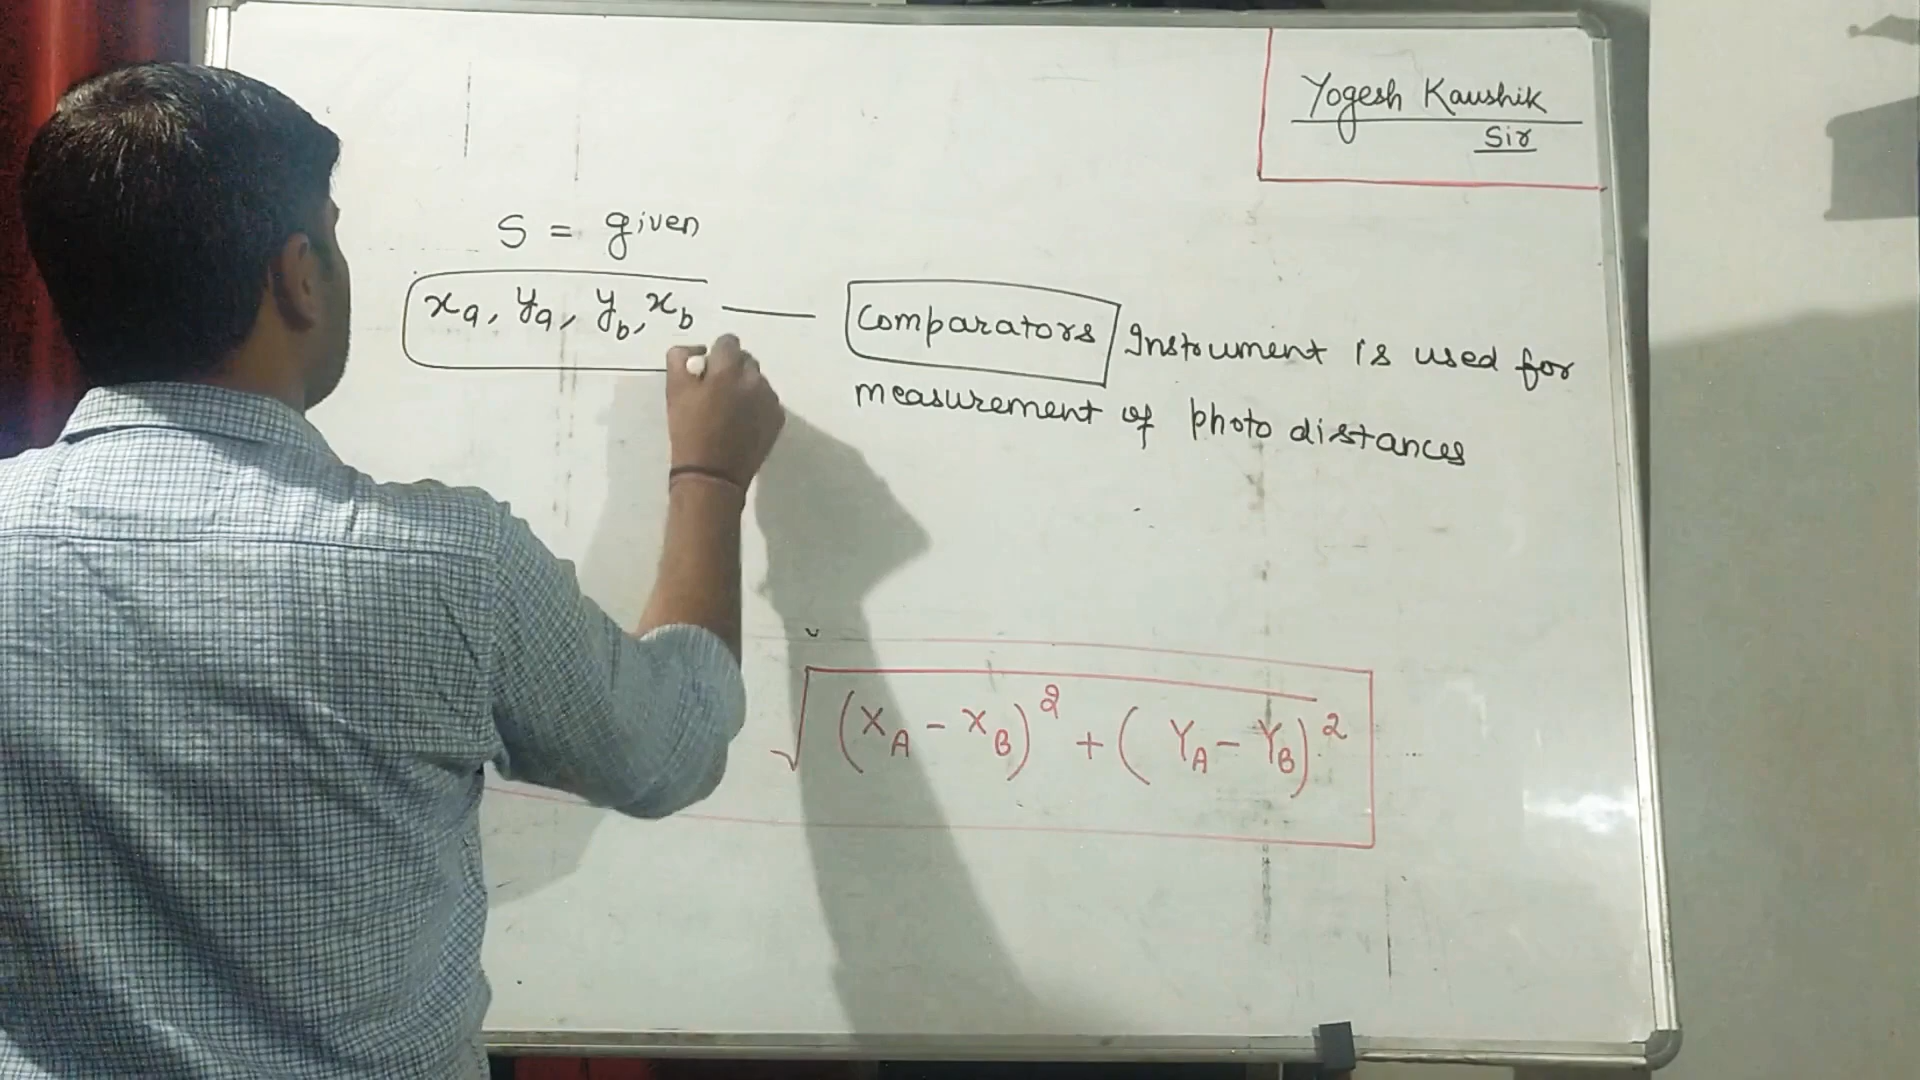 Yogesh Kaushik
Sir
S = given
xa, ya, yb, xb — Comparators Instrument is used for
measurement of photo distances
√(XA - XB)² + (YA - YB)²